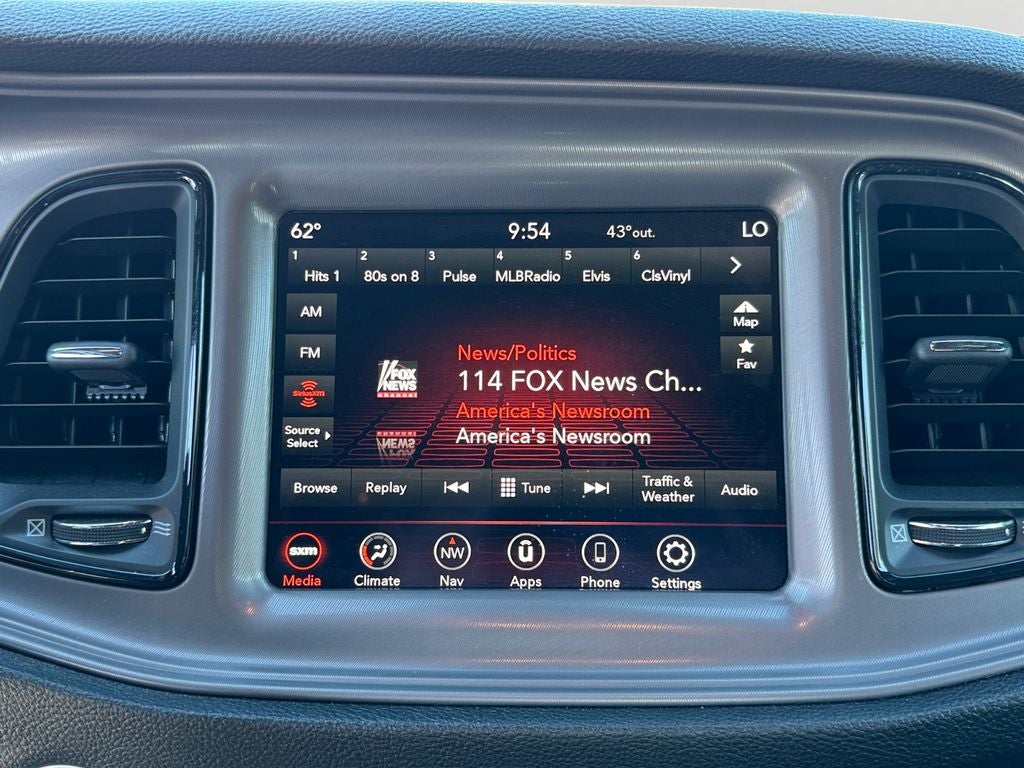 62° 9:54 43°out. LO
1 2 3 4 5 6
Hits 1 80s on 8 Pulse MLBRadio Elvis ClsVinyl
AM
Map
FM
Fav
News/Politics
FOX
NEWS
channel
114 FOX News Ch...
SiriusXM
America's Newsroom
Source
Select
America's Newsroom
Browse Replay Tune Traffic &
Weather
Audio
sxm NW
Media Climate Nav Apps Phone Settings